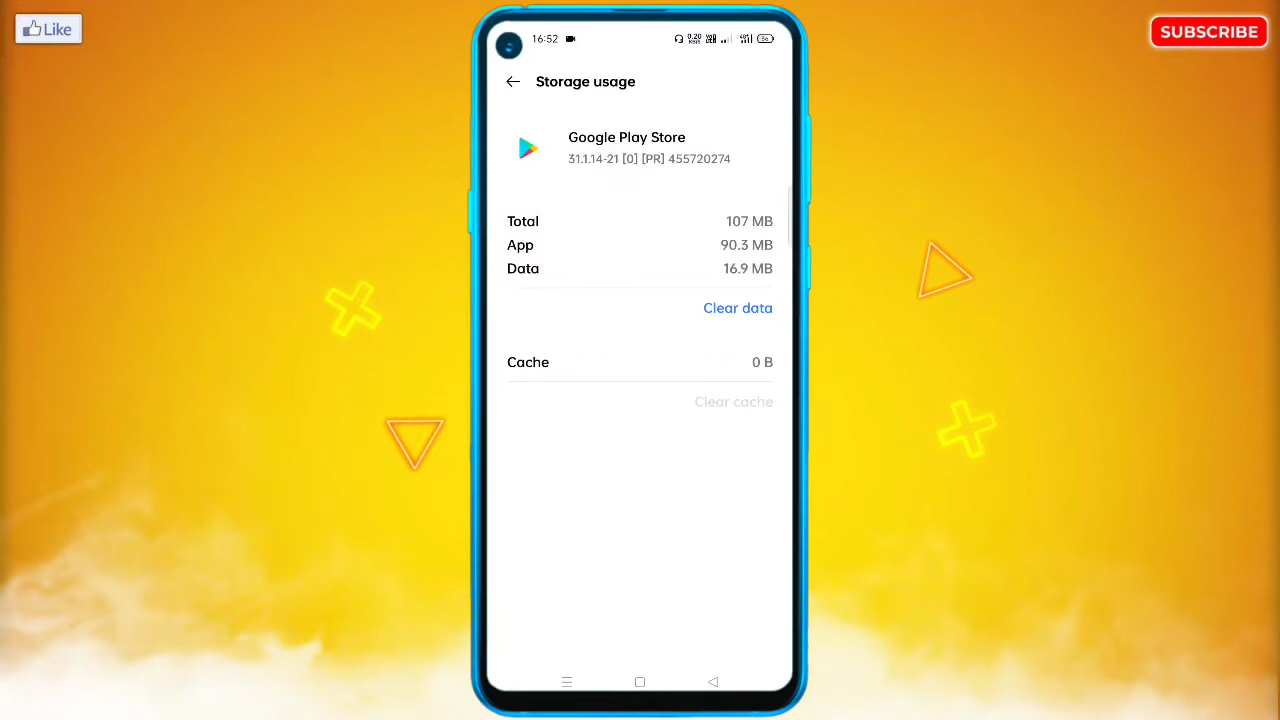 Like
SUBSCRIBE
16:52
Storage usage
Google Play Store
31.1.14-21 [0] [PR] 455720274
Total 107 MB
App 90.3 MB
Data 16.9 MB
Clear data
Cache 0 B
Clear cache